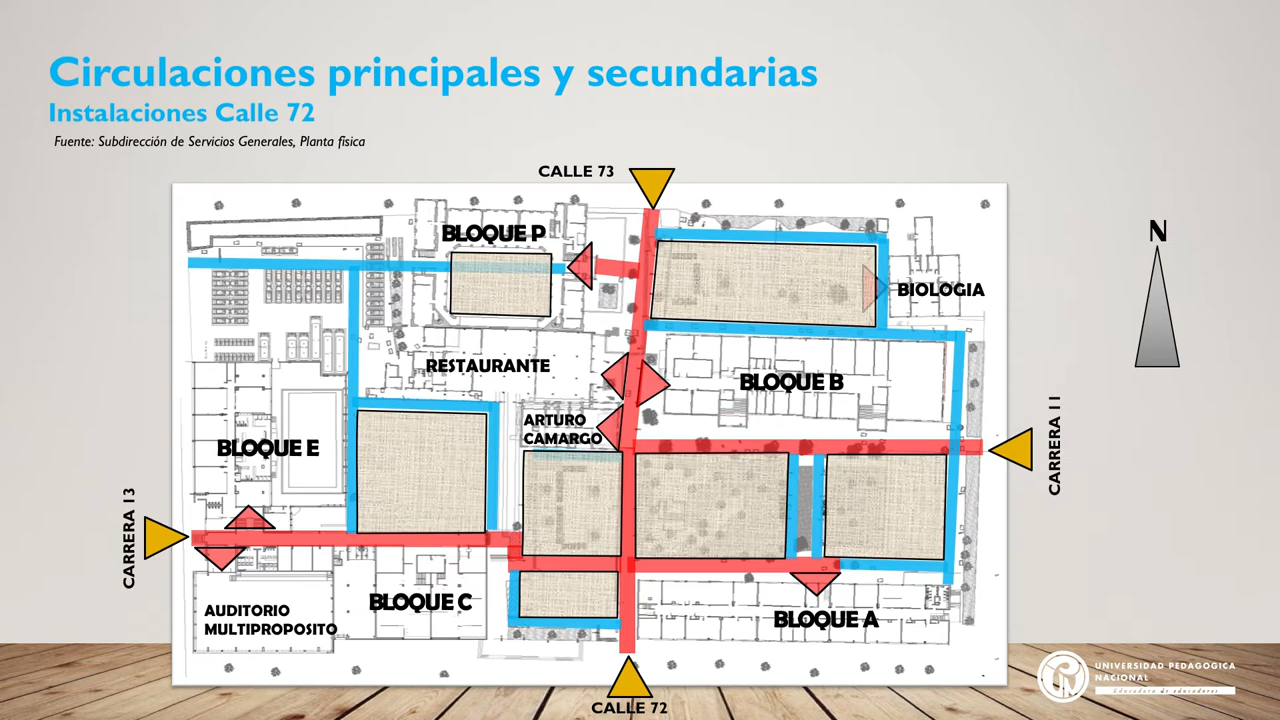 Circulaciones principales y secundarias
Instalaciones Calle 72
Fuente: Subdirección de Servicios Generales, Planta física
CALLE 73
N
BLOQUE P
BIOLOGIA
RESTAURANTE
BLOQUE B
ARTURO
CAMARGO
BLOQUE E
CARRERA 11
CARRERA 13
BLOQUE C
AUDITORIO
MULTIPROPOSITO
BLOQUE A
UNIVERSIDAD PEDAGOGICA
NACIONAL
Educadora de educadores
CALLE 72